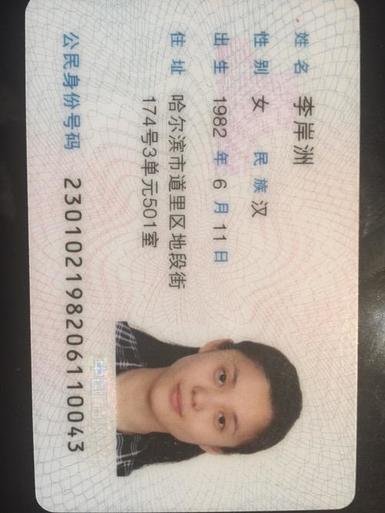 姓名 李岸洲
性别 女 民族 汉
出生 1982 年 6 月 11 日
住址 哈尔滨市道里区地段街
174号3单元501室
公民身份号码 230102198206110043